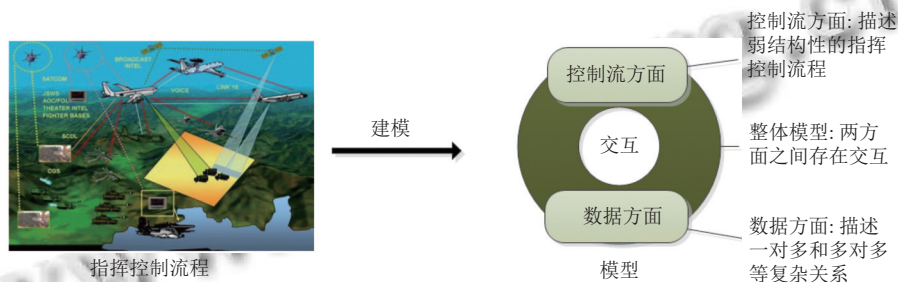 BROADCAST
INTEL
SATCOM
JSWS
AOC/FOL
THEATER INTEL
FIGHTER BASES
VOICE
LINK 16
SCDL
CGS
指挥控制流程
建模
控制流方面
交互
数据方面
模型
控制流方面: 描述
弱结构性的指挥
控制流程
整体模型: 两方
面之间存在交互
数据方面: 描述
一对多和多对多
等复杂关系